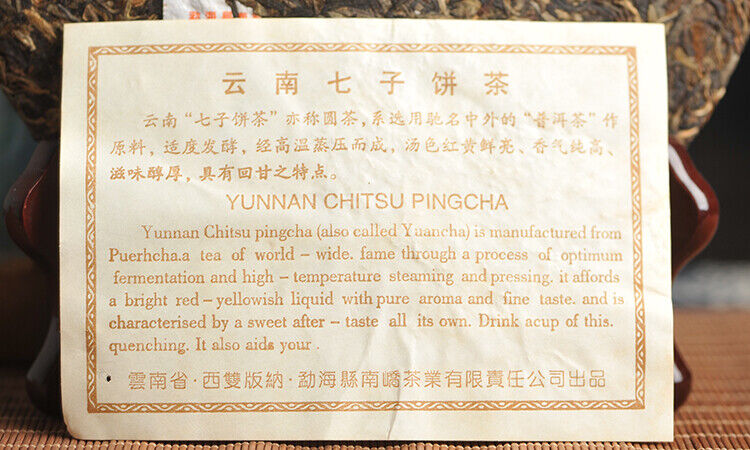 云南七子饼茶
云南“七子饼茶”亦称圆茶，系选用驰名中外的“普洱茶”作
原料，适度发酵，经高温蒸压而成，汤色红黄鲜亮、香气纯高、
滋味醇厚，具有回甘之特点。
YUNNAN CHITSU PINGCHA
Yunnan Chitsu pingcha (also called Yuancha) is manufactured from
Puerhcha.a tea of world – wide. fame through a process of optimum
fermentation and high – temperature steaming and pressing. it affords
a bright red – yellowish liquid with pure aroma and fine taste. and is
characterised by a sweet after – taste all its own. Drink acup of this.
quenching. It also aids your .
雲南省·西雙版納·勐海縣南嶠茶業有限責任公司出品